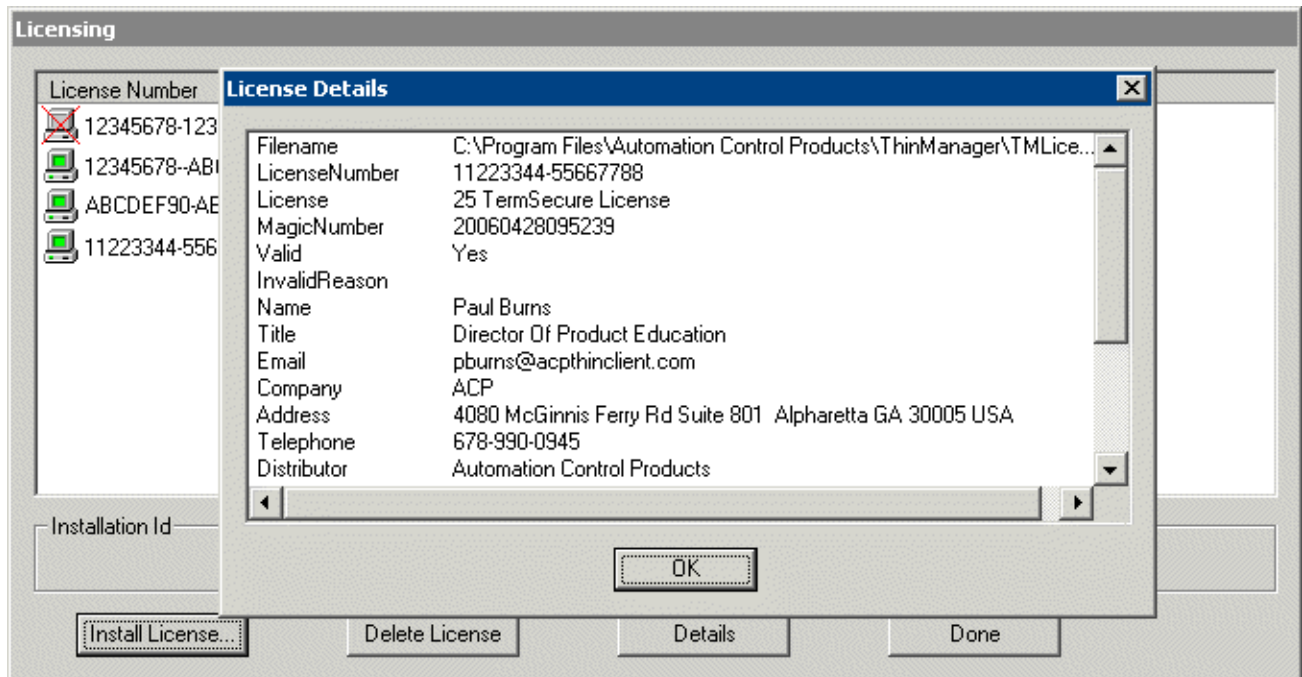 Licensing
License Number
12345678-123
12345678--AB
ABCDEF90-AE
11223344-556
License Details
Filename C:\Program Files\Automation Control Products\ThinManager\TMLice...
LicenseNumber 11223344-55667788
License 25 TermSecure License
MagicNumber 20060428095239
Valid Yes
InvalidReason
Name Paul Burns
Title Director Of Product Education
Email pburns@acpthinclient.com
Company ACP
Address 4080 McGinnis Ferry Rd Suite 801 Alpharetta GA 30005 USA
Telephone 678-990-0945
Distributor Automation Control Products
OK
Installation Id
Install License... Delete License Details Done